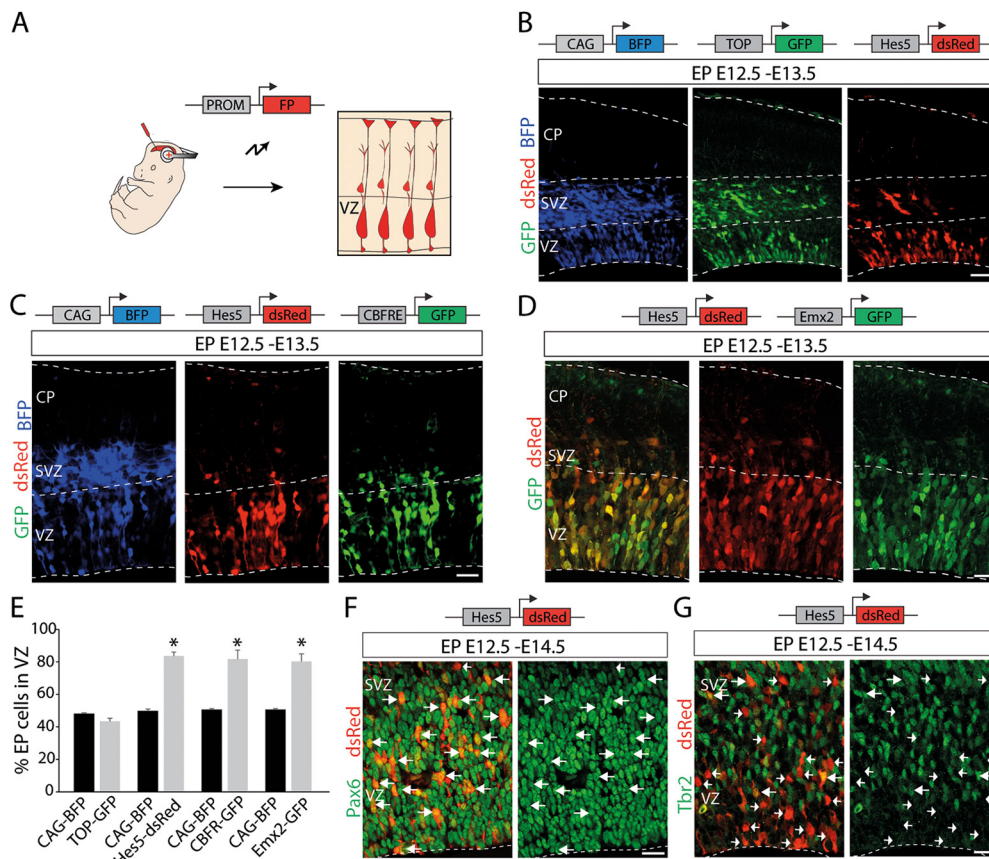 A
PROM
FP
VZ
B
CAG
BFP
TOP
GFP
Hes5
dsRed
EP E12.5 -E13.5
GFP dsRed BFP
CP
SVZ
VZ
C
CAG
BFP
Hes5
dsRed
CBFRE
GFP
EP E12.5 -E13.5
GFP dsRed BFP
CP
SVZ
VZ
D
Hes5
dsRed
Emx2
GFP
EP E12.5 -E13.5
GFP dsRed
CP
SVZ
VZ
E
% EP cells in VZ
100
80
60
40
20
0
* * *
CAG-BFP
TOP-GFP
CAG-BFP
Hes5-dsRed
CAG-BFP
CBFR-GFP
CAG-BFP
Emx2-GFP
F
Hes5
dsRed
EP E12.5 -E14.5
Pax6 dsRed
SVZ
VZ
G
Hes5
dsRed
EP E12.5 -E14.5
Tbr2 dsRed
SVZ
VZ